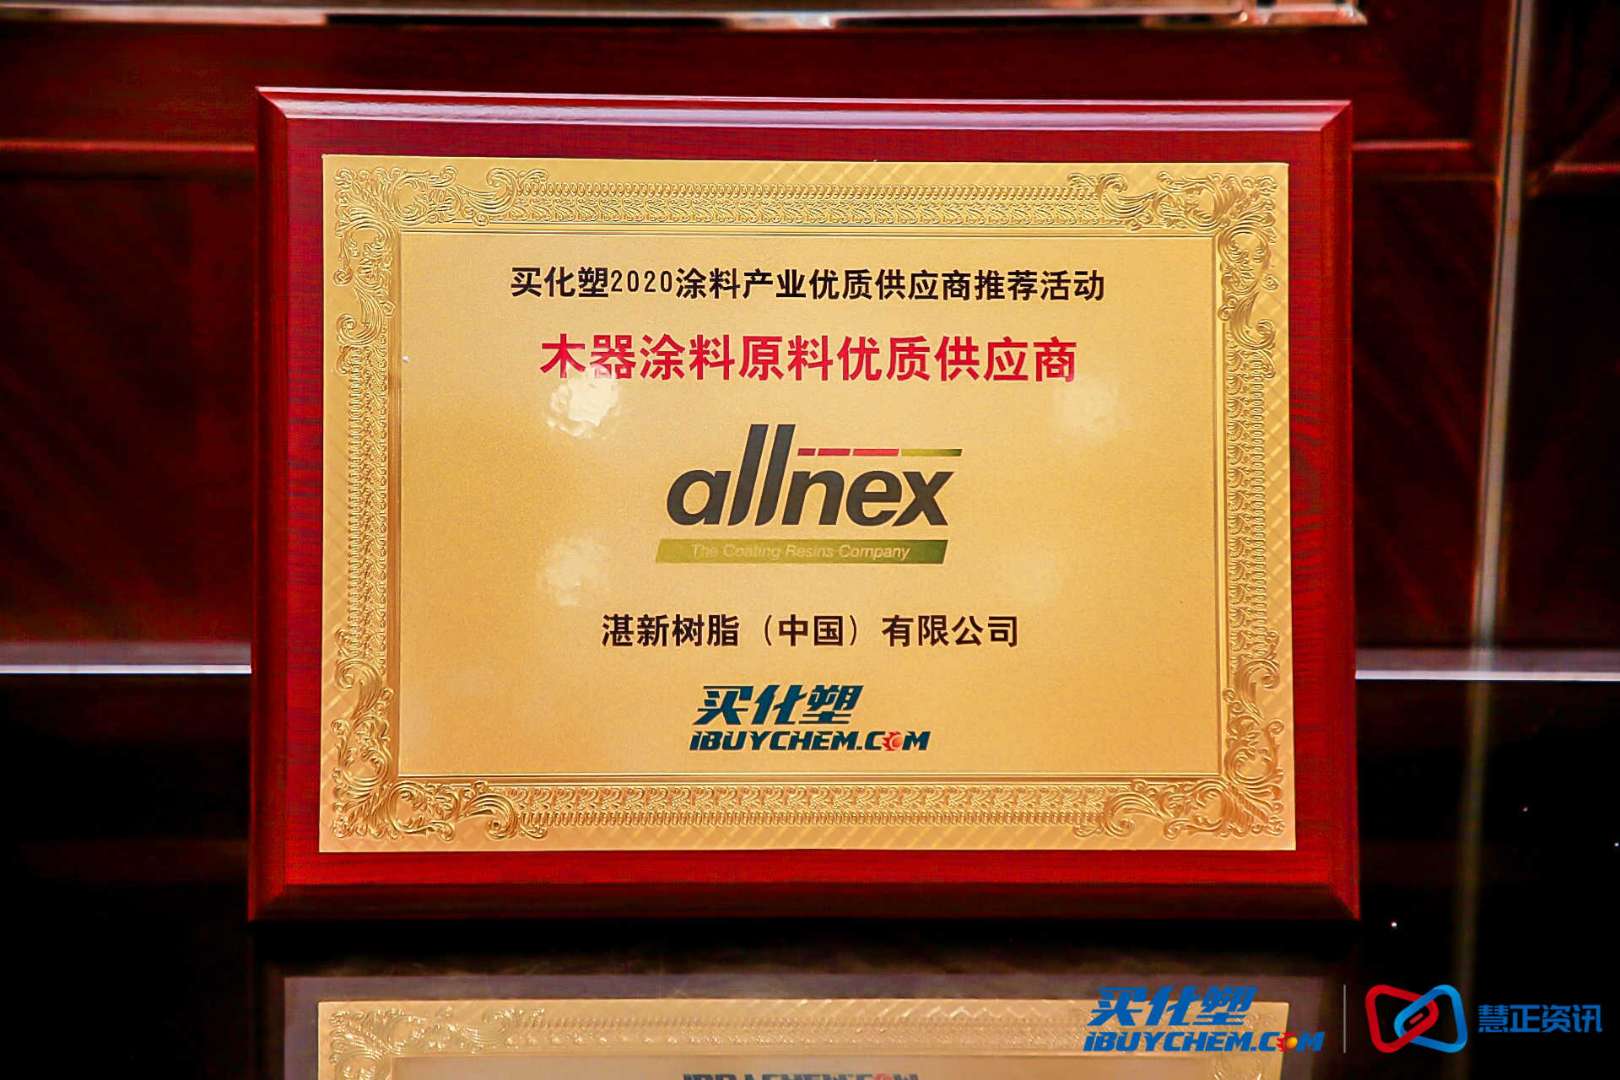 买化塑2020涂料产业优质供应商推荐活动
木器涂料原料优质供应商
allnex
The Coating Resins Company
湛新树脂（中国）有限公司
买化塑
iBUYCHEM.COM
买化塑
iBUYCHEM.COM
慧正资讯